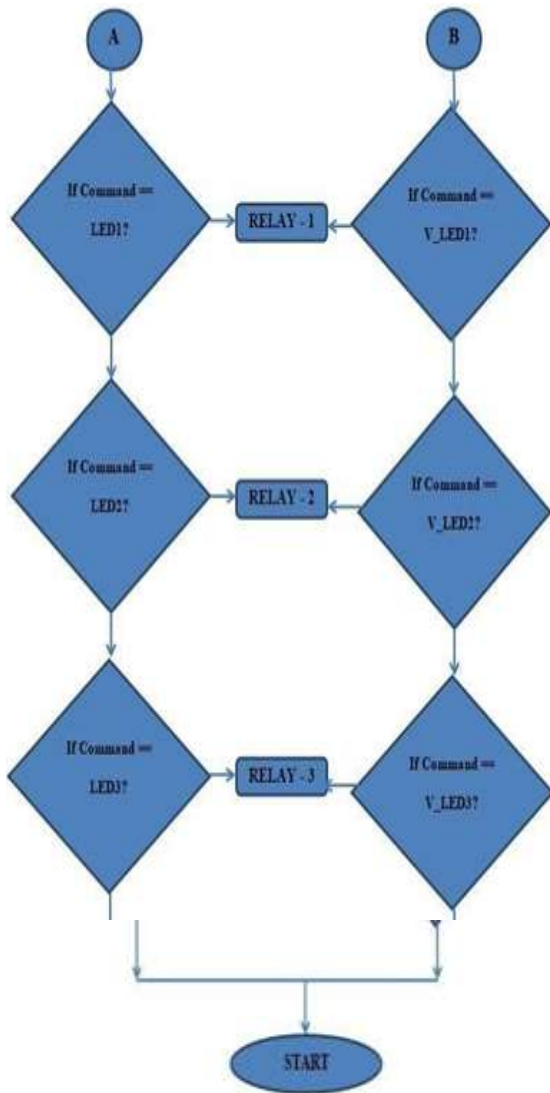 A
B
If Command ==
LED1?
RELAY - 1
If Command ==
V_LED1?
If Command ==
LED2?
RELAY - 2
If Command ==
V_LED2?
If Command ==
LED3?
RELAY - 3
If Command ==
V_LED3?
START